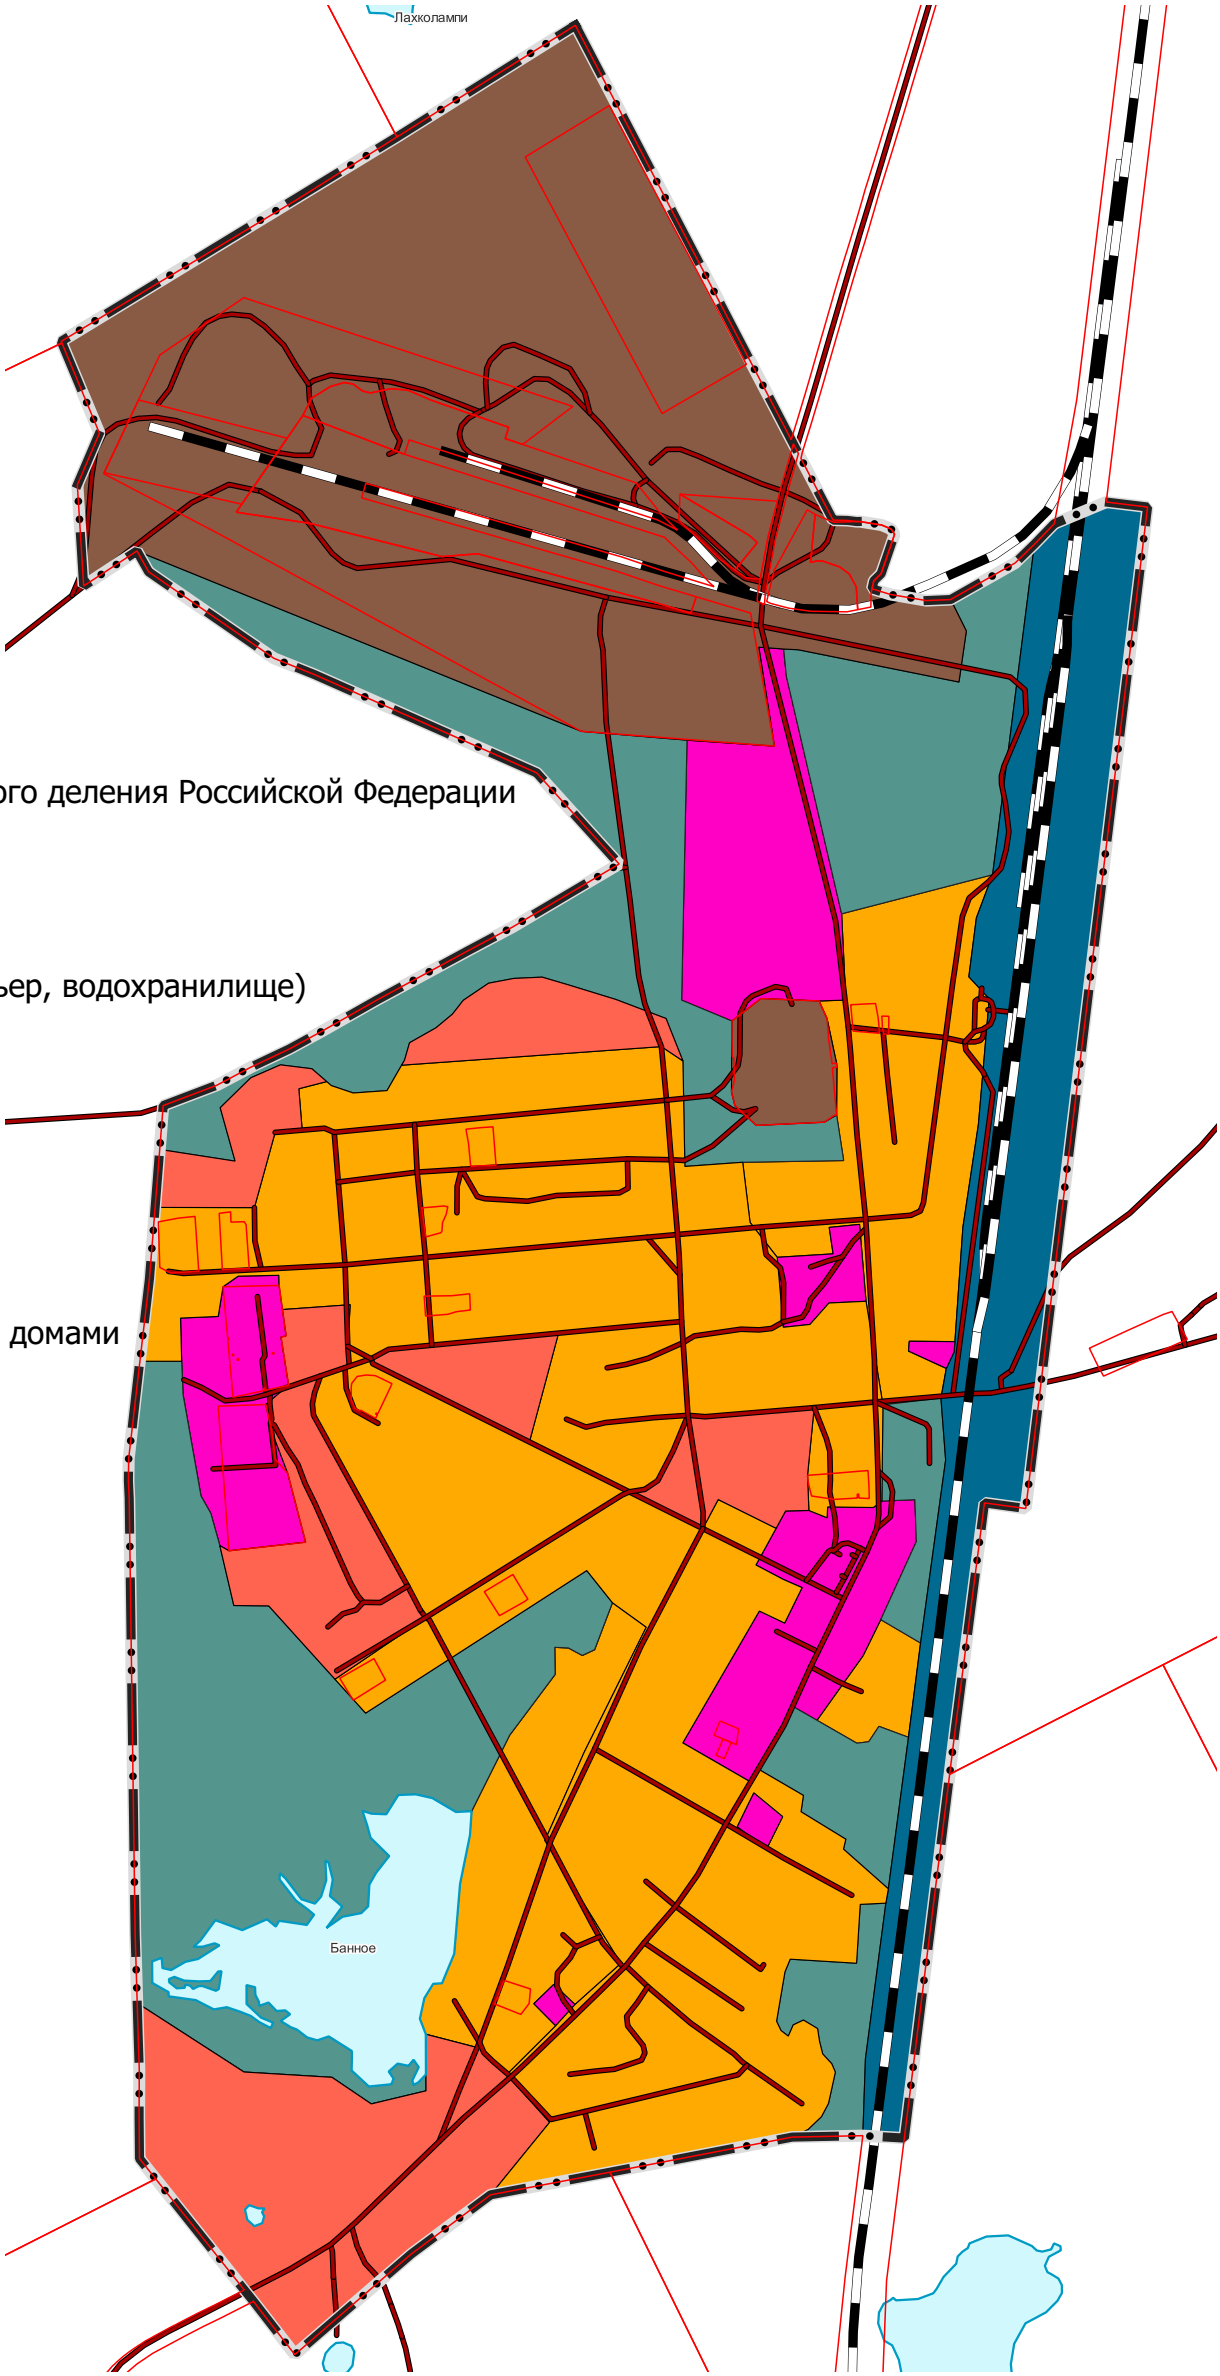 Лахколампи
ого деления Российской Федерации
ьер, водохранилище)
домами
Банное